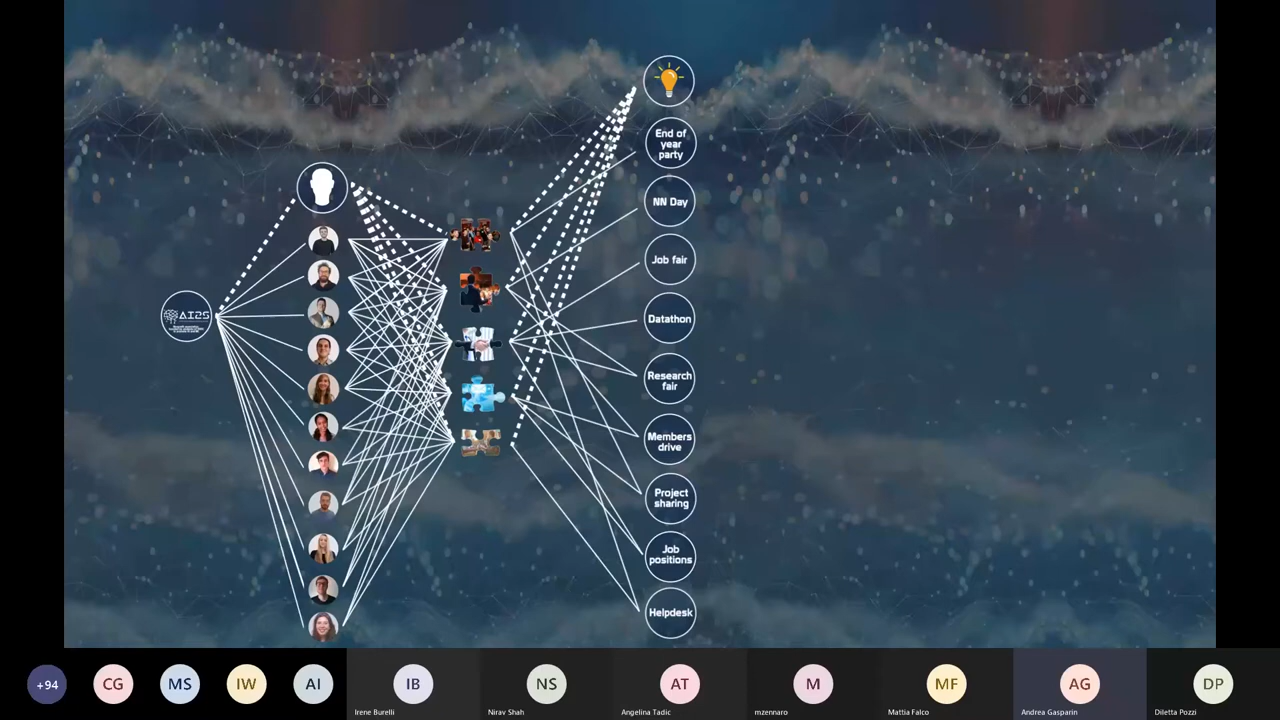 AI2S
End of
year
party
NN Day
Job fair
Datathon
Research
fair
Members
drive
Project
sharing
Job
positions
Helpdesk
+94
CG
MS
IW
AI
IB
NS
AT
M
MF
AG
DP
Irene Burelli
Nirav Shah
Angelina Tadic
mzennaro
Mattia Falco
Andrea Gasparin
Diletta Pozzi